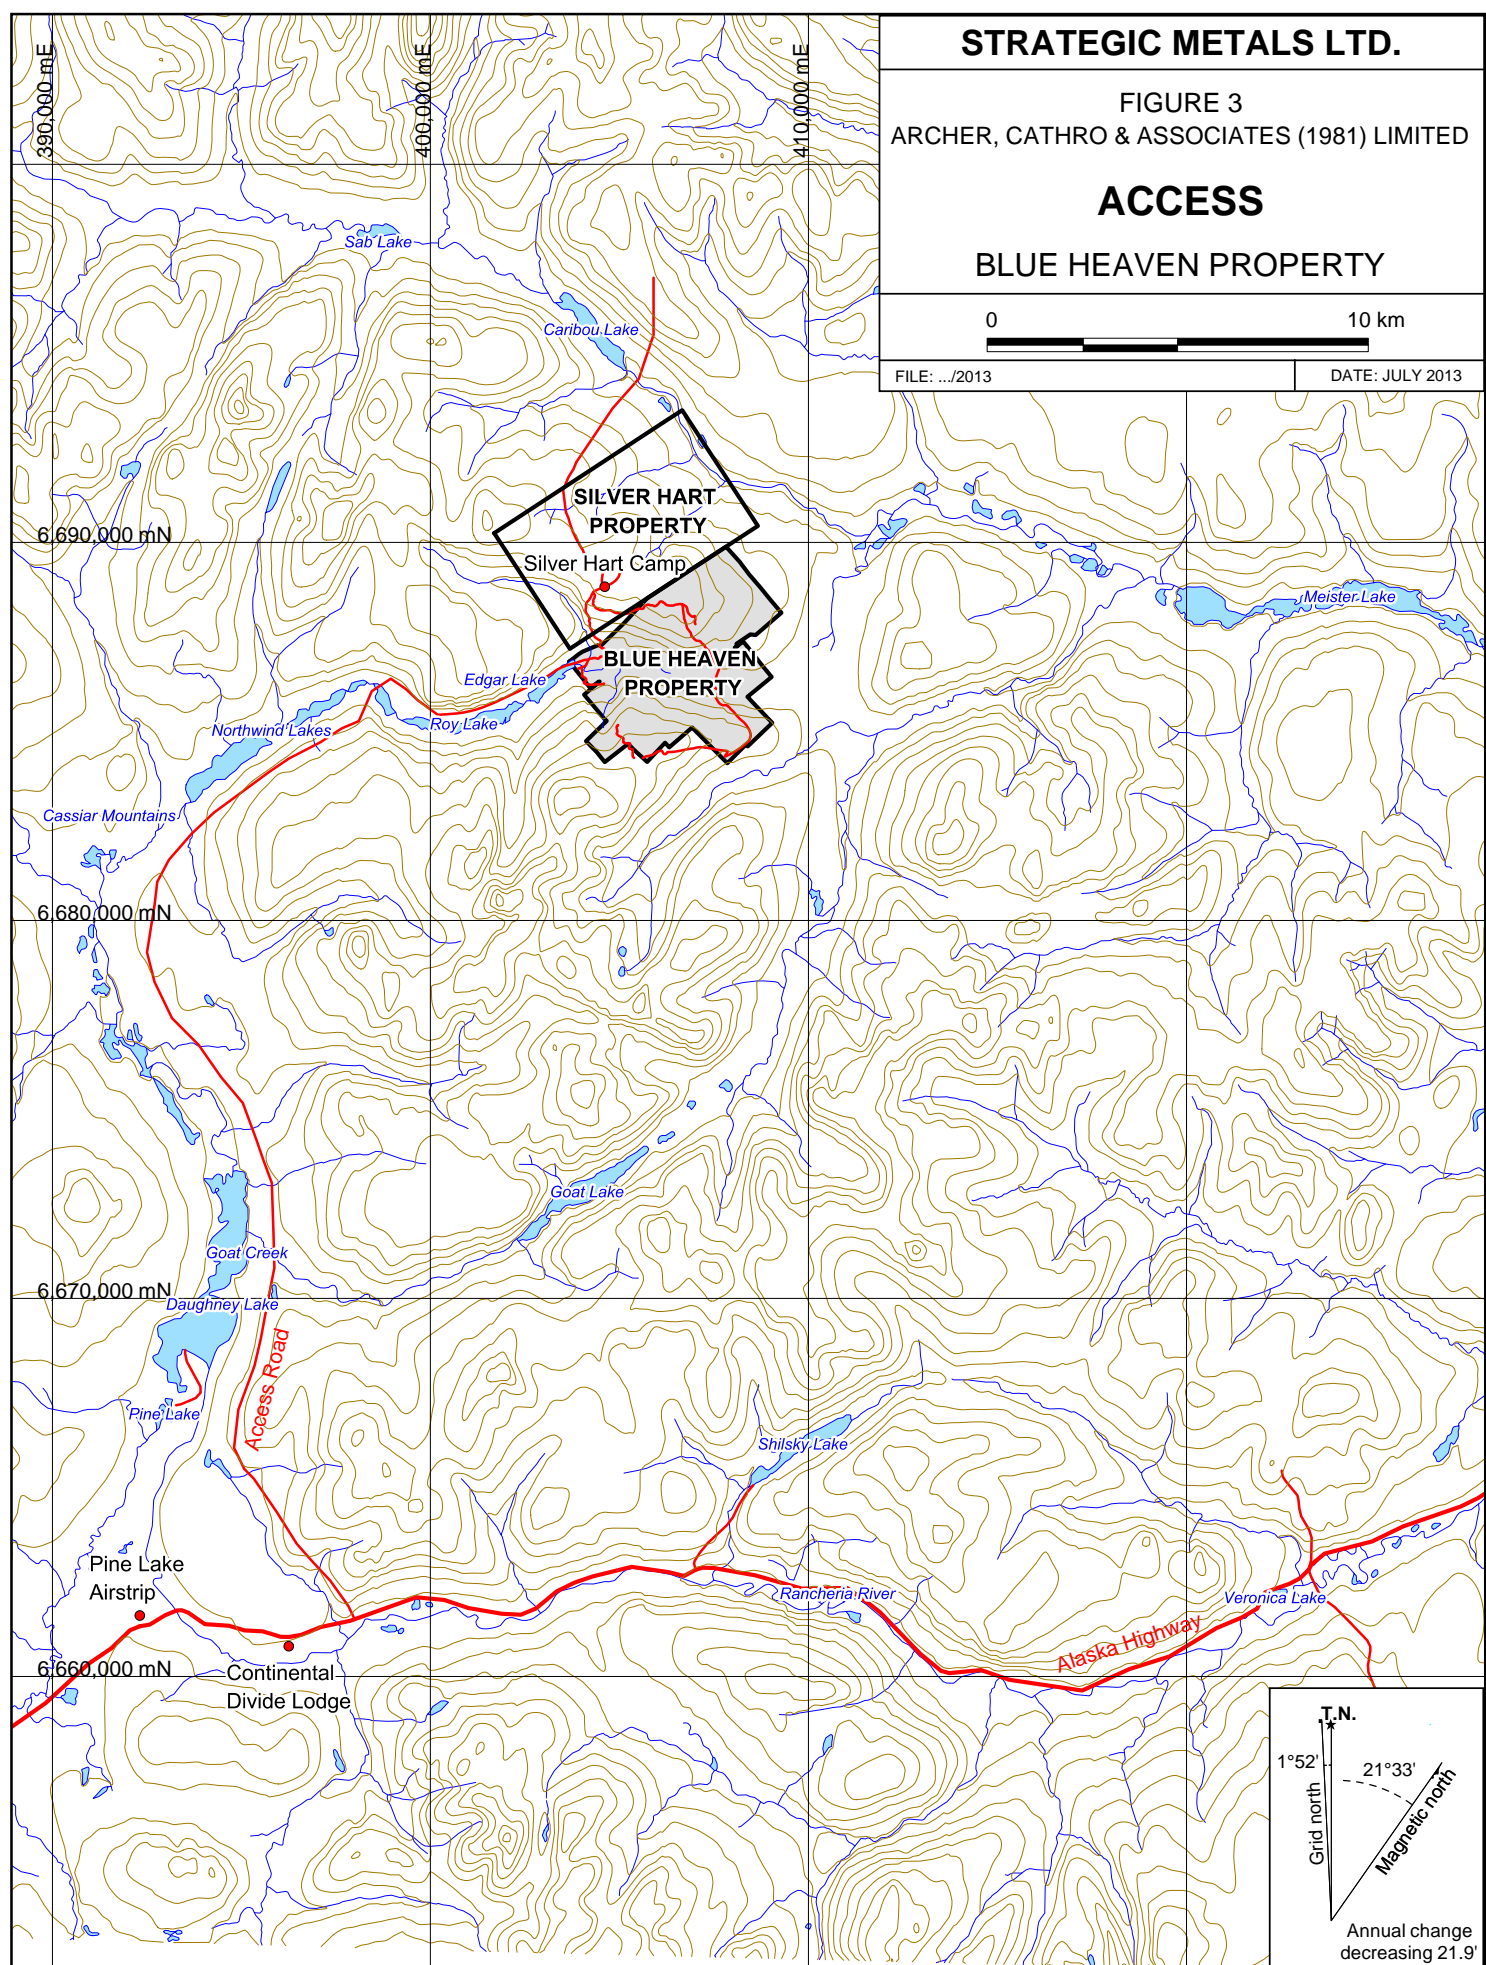 STRATEGIC METALS LTD.
FIGURE 3
ARCHER, CATHRO & ASSOCIATES (1981) LIMITED
ACCESS
BLUE HEAVEN PROPERTY
0 10 km
FILE: .../2013 DATE: JULY 2013
390,000 mE
400,000 mE
410,000 mE
Sab Lake
Caribou Lake
SILVER HART
PROPERTY
6,690,000 mN
Silver Hart Camp
Meister Lake
BLUE HEAVEN
PROPERTY
Edgar Lake
Roy Lake
Northwind Lakes
Cassiar Mountains
6,680,000 mN
Goat Lake
Goat Creek
6,670,000 mN
Daughney Lake
Access Road
Pine Lake
Shilsky Lake
Pine Lake
Airstrip
Rancheria River
Veronica Lake
Alaska Highway
6,660,000 mN
Continental
Divide Lodge
T.N.
1°52'
21°33'
Grid north
Magnetic north
Annual change
decreasing 21.9'